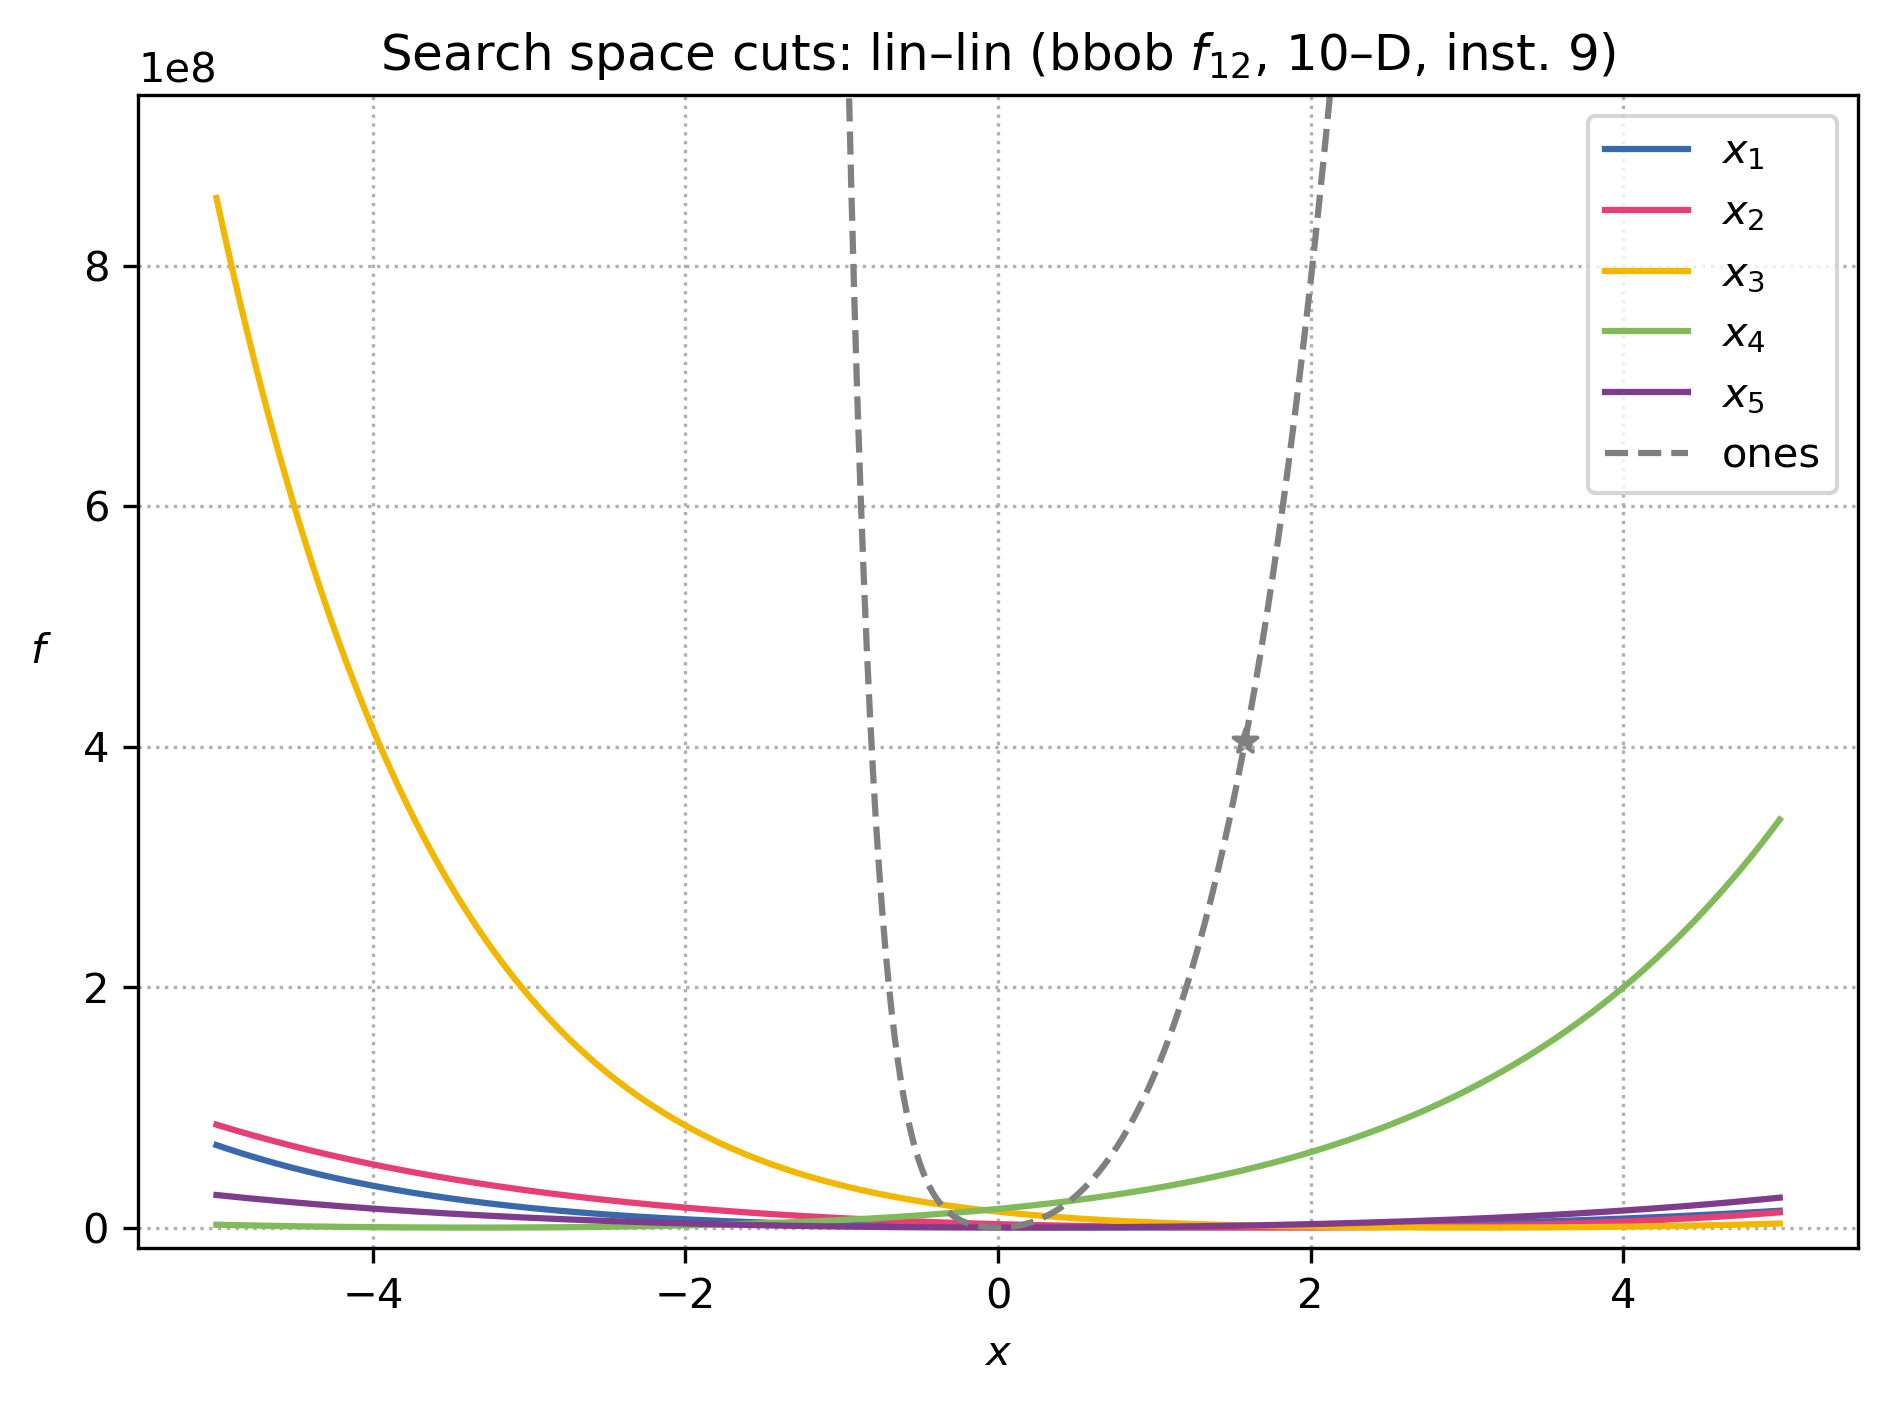 Search space cuts: lin–lin (bbob f₁₂, 10–D, inst. 9)
1e8
8
6
4
2
0
f
−4
−2
0
2
4
x
x₁
x₂
x₃
x₄
x₅
ones